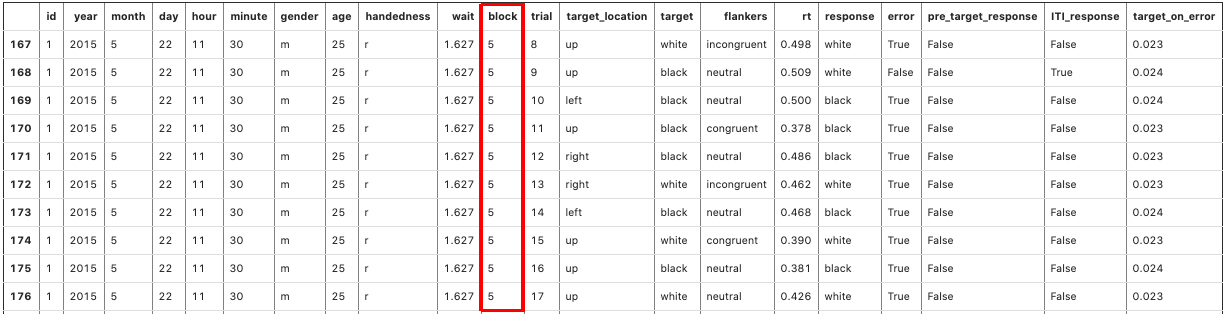 id year month day hour minute gender age handedness wait block trial target_location target flankers rt response error pre_target_response ITI_response target_on_error
167 1 2015 5 22 11 30 m 25 r 1.627 5 8 up white incongruent 0.498 white True False False 0.023
168 1 2015 5 22 11 30 m 25 r 1.627 5 9 up black neutral 0.509 white False False True 0.024
169 1 2015 5 22 11 30 m 25 r 1.627 5 10 left black neutral 0.500 black True False False 0.024
170 1 2015 5 22 11 30 m 25 r 1.627 5 11 up black congruent 0.378 black True False False 0.023
171 1 2015 5 22 11 30 m 25 r 1.627 5 12 right black neutral 0.486 black True False False 0.023
172 1 2015 5 22 11 30 m 25 r 1.627 5 13 right white incongruent 0.462 white True False False 0.023
173 1 2015 5 22 11 30 m 25 r 1.627 5 14 left black neutral 0.468 black True False False 0.024
174 1 2015 5 22 11 30 m 25 r 1.627 5 15 up white congruent 0.390 white True False False 0.023
175 1 2015 5 22 11 30 m 25 r 1.627 5 16 up black neutral 0.381 black True False False 0.024
176 1 2015 5 22 11 30 m 25 r 1.627 5 17 up white neutral 0.426 white True False False 0.023